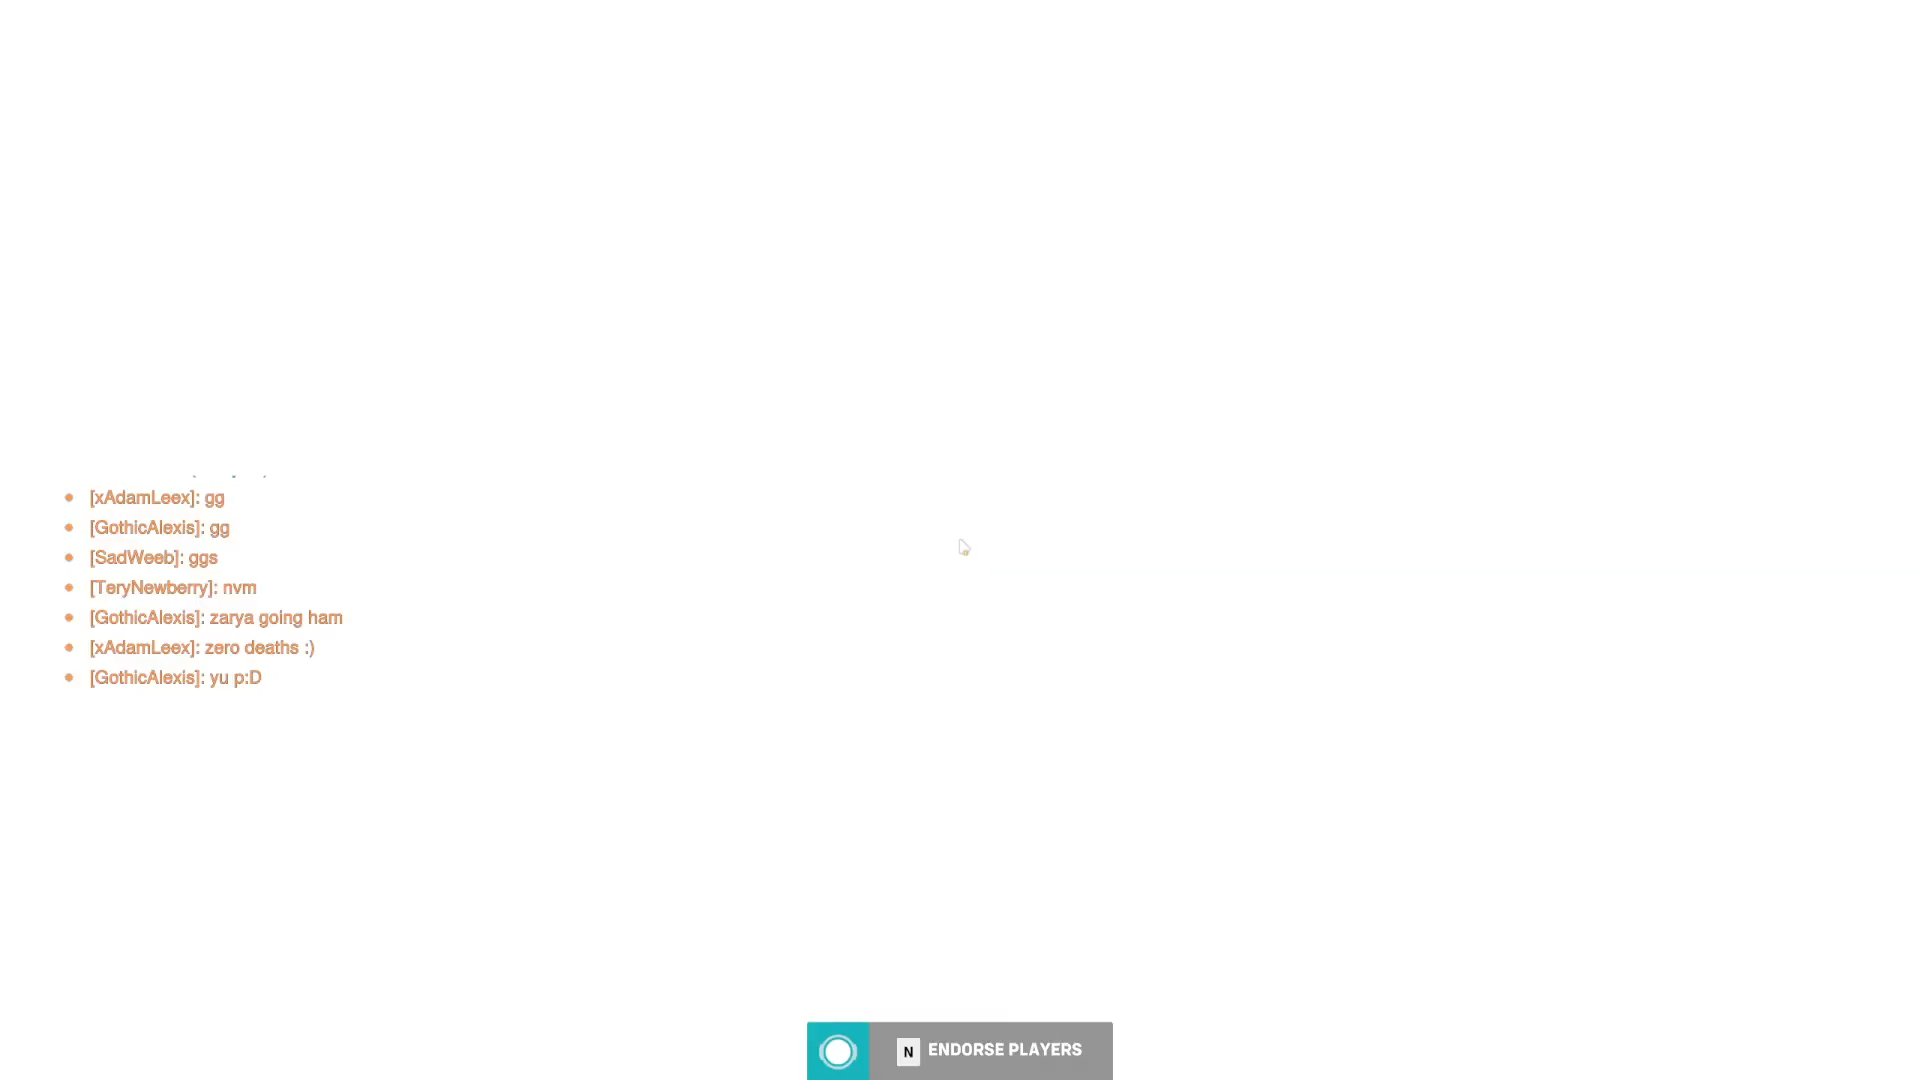 [xAdamLeex]: gg
[GothicAlexis]: gg
[SadWeeb]: ggs
[TeryNewberry]: nvm
[GothicAlexis]: zarya going ham
[xAdamLeex]: zero deaths :)
[GothicAlexis]: yu p:D
N ENDORSE PLAYERS